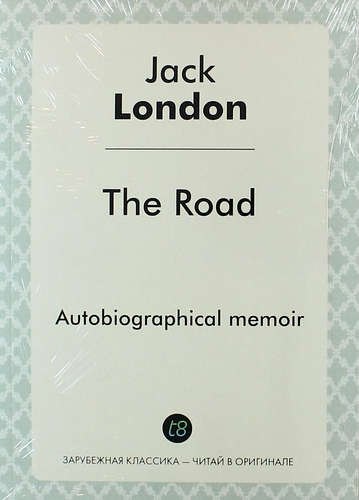 Jack
London
The Road
Autobiographical memoir
t8
ЗАРУБЕЖНАЯ КЛАССИКА — ЧИТАЙ В ОРИГИНАЛЕ